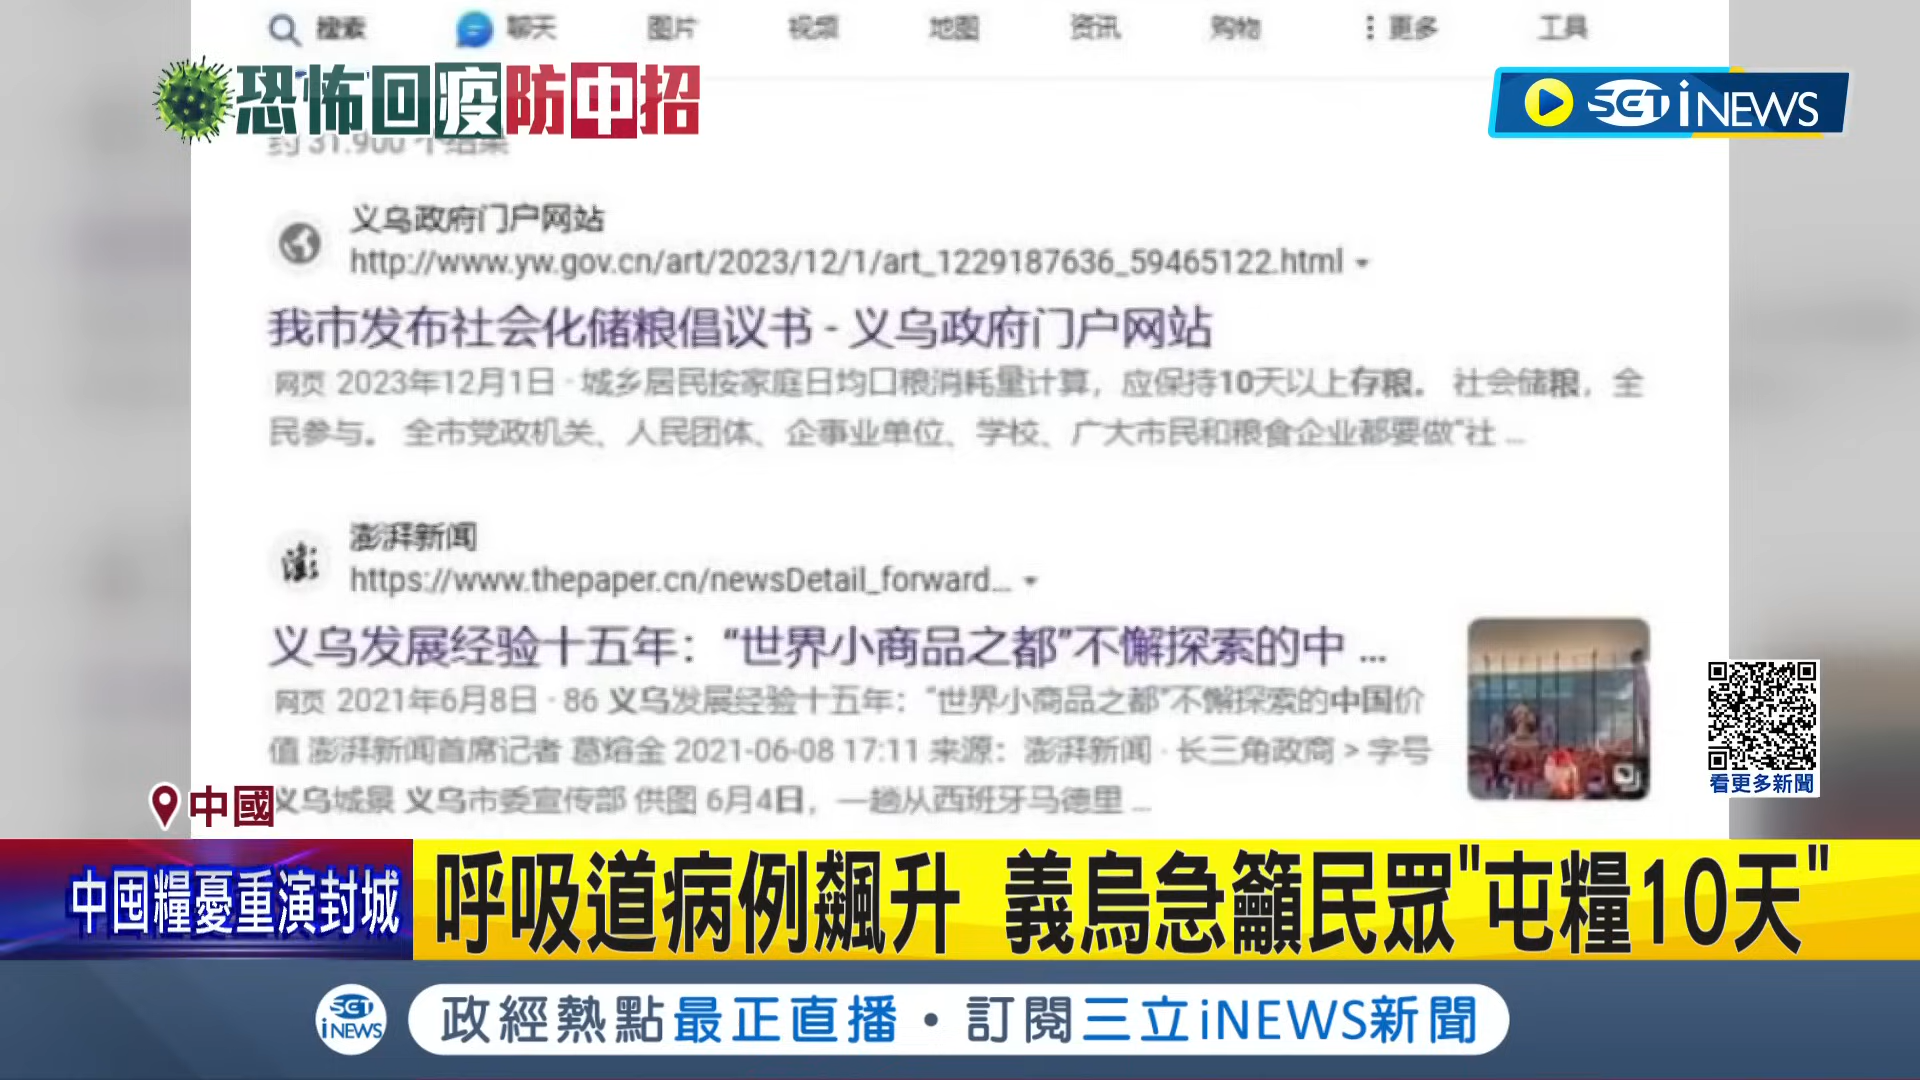 搜索 聊天 图片 视频 地图 资讯 购物 更多 工具
恐怖回疫防中招
SET iNEWS
约 31.900 个结果
义乌政府门户网站
http://www.yw.gov.cn/art/2023/12/1/art_1229187636_59465122.html
我市发布社会化储粮倡议书 - 义乌政府门户网站
网页 2023年12月1日 · 城乡居民按家庭日均口粮消耗量计算，应保持10天以上存粮。 社会储粮，全
民参与。 全市党政机关、人民团体、企事业单位、学校、广大市民和粮食企业都要做“社 ...
澎湃新闻
https://www.thepaper.cn/newsDetail_forward...
义乌发展经验十五年：“世界小商品之都”不懈探索的中 ...
网页 2021年6月8日 · 86 义乌发展经验十五年：“世界小商品之都”不懈探索的中国价
值 澎湃新闻首席记者 葛熔金 2021-06-08 17:11 来源：澎湃新闻 · 长三角政商 > 字号
义乌城景 义乌市委宣传部 供图 6月4日，一趟从西班牙马德里 ...
看更多新聞
中國
中囤糧憂重演封城
呼吸道病例飆升 義烏急籲民眾"屯糧10天"
SET iNEWS
政經熱點最正直播・訂閱三立iNEWS新聞